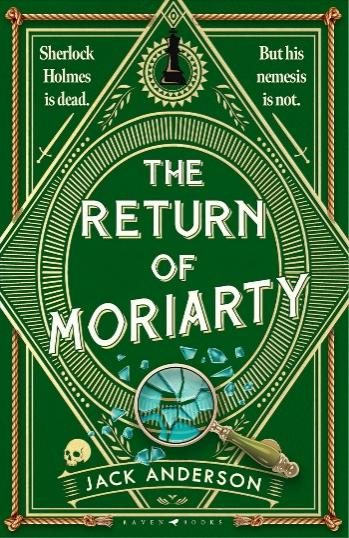 Sherlock
Holmes
is dead.
But his
nemesis
is not.
THE
RETURN
OF
MORIARTY
JACK ANDERSON
RAVEN BOOKS